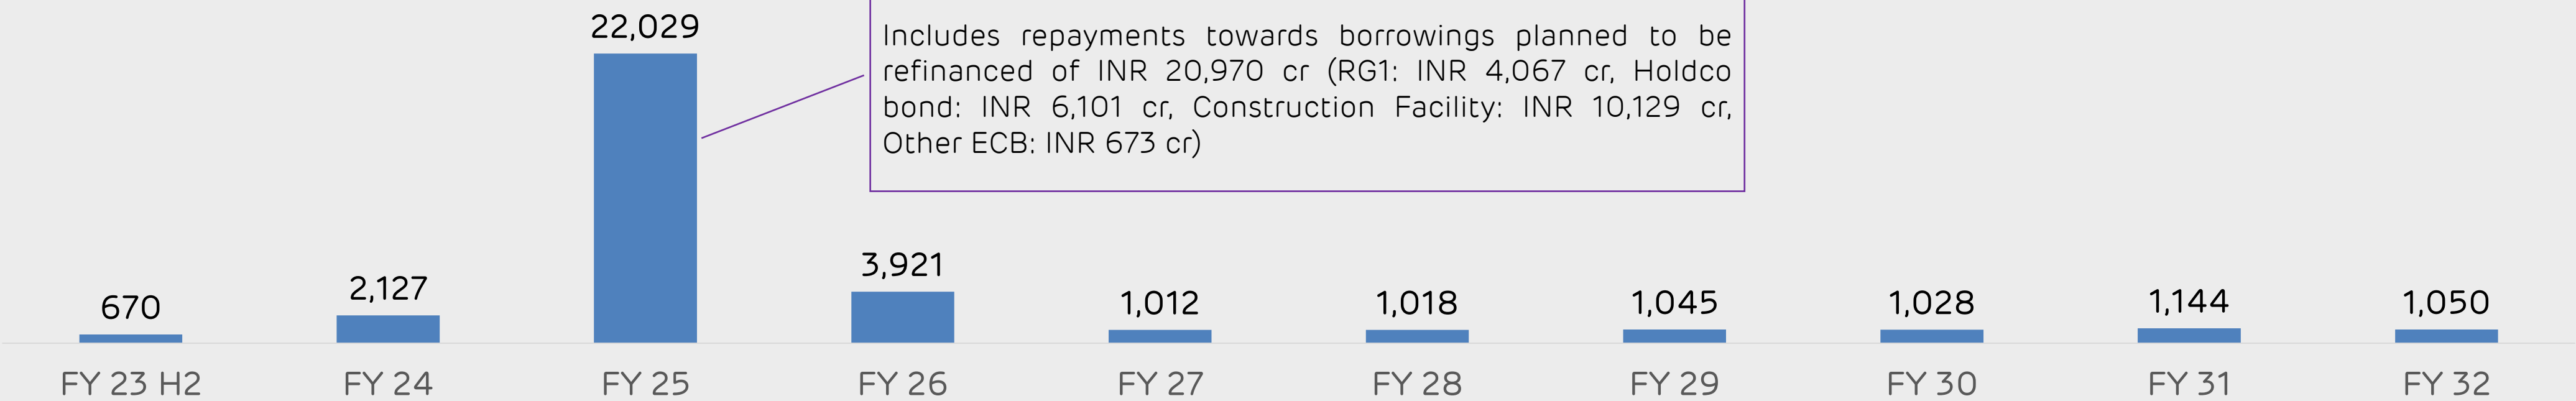 22,029
Includes repayments towards borrowings planned to be
refinanced of INR 20,970 cr (RG1: INR 4,067 cr, Holdco
bond: INR 6,101 cr, Construction Facility: INR 10,129 cr,
Other ECB: INR 673 cr)
670
2,127
3,921
1,012
1,018
1,045
1,028
1,144
1,050
FY 23 H2
FY 24
FY 25
FY 26
FY 27
FY 28
FY 29
FY 30
FY 31
FY 32